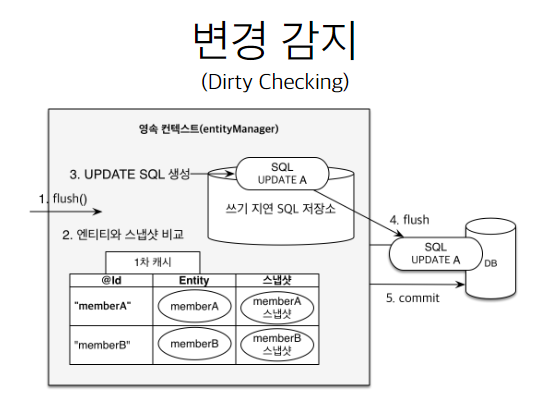 변경 감지
(Dirty Checking)
영속 컨텍스트(entityManager)
3. UPDATE SQL 생성
SQL
UPDATE A
1. flush()
쓰기 지연 SQL 저장소
4. flush
2. 엔티티와 스냅샷 비교
SQL
UPDATE A
DB
1차 캐시
@Id Entity 스냅샷
5. commit
"memberA" memberA memberA
스냅샷
"memberB" memberB memberB
스냅샷